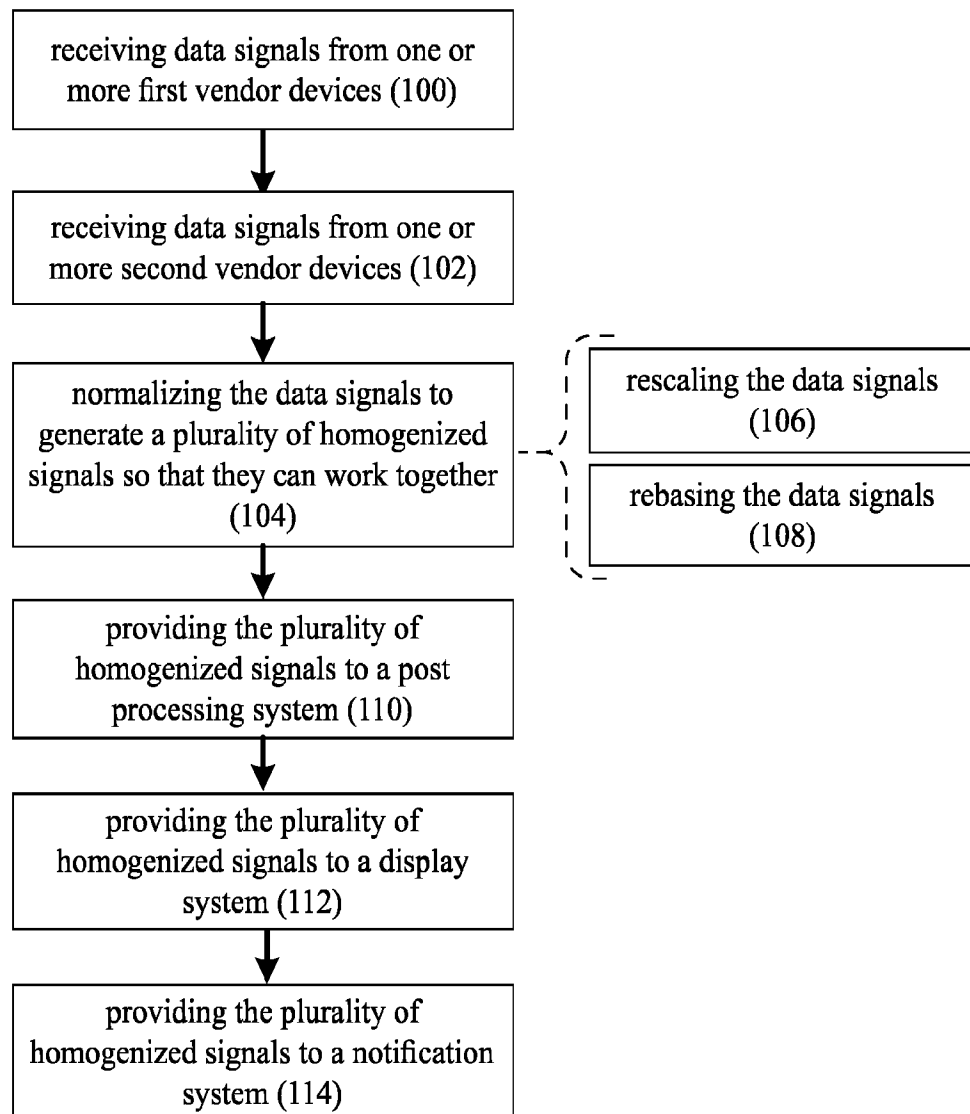 receiving data signals from one or
more first vendor devices (100)
receiving data signals from one or
more second vendor devices (102)
normalizing the data signals to
generate a plurality of homogenized
signals so that they can work together
(104)
rescaling the data signals
(106)
rebasing the data signals
(108)
providing the plurality of
homogenized signals to a post
processing system (110)
providing the plurality of
homogenized signals to a display
system (112)
providing the plurality of
homogenized signals to a notification
system (114)